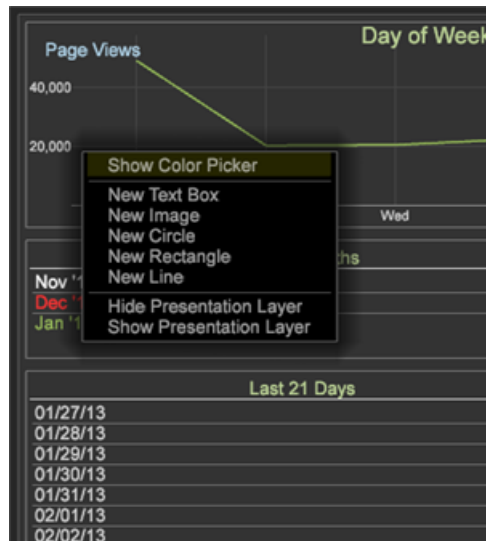 Day of Week
Page Views
40,000
20,000
Show Color Picker
New Text Box
New Image
Wed
New Circle
New Rectangle
New Line
Nov '1
Dec '1
Hide Presentation Layer
Jan '1
Show Presentation Layer
Last 21 Days
01/27/13
01/28/13
01/29/13
01/30/13
01/31/13
02/01/13
02/02/13